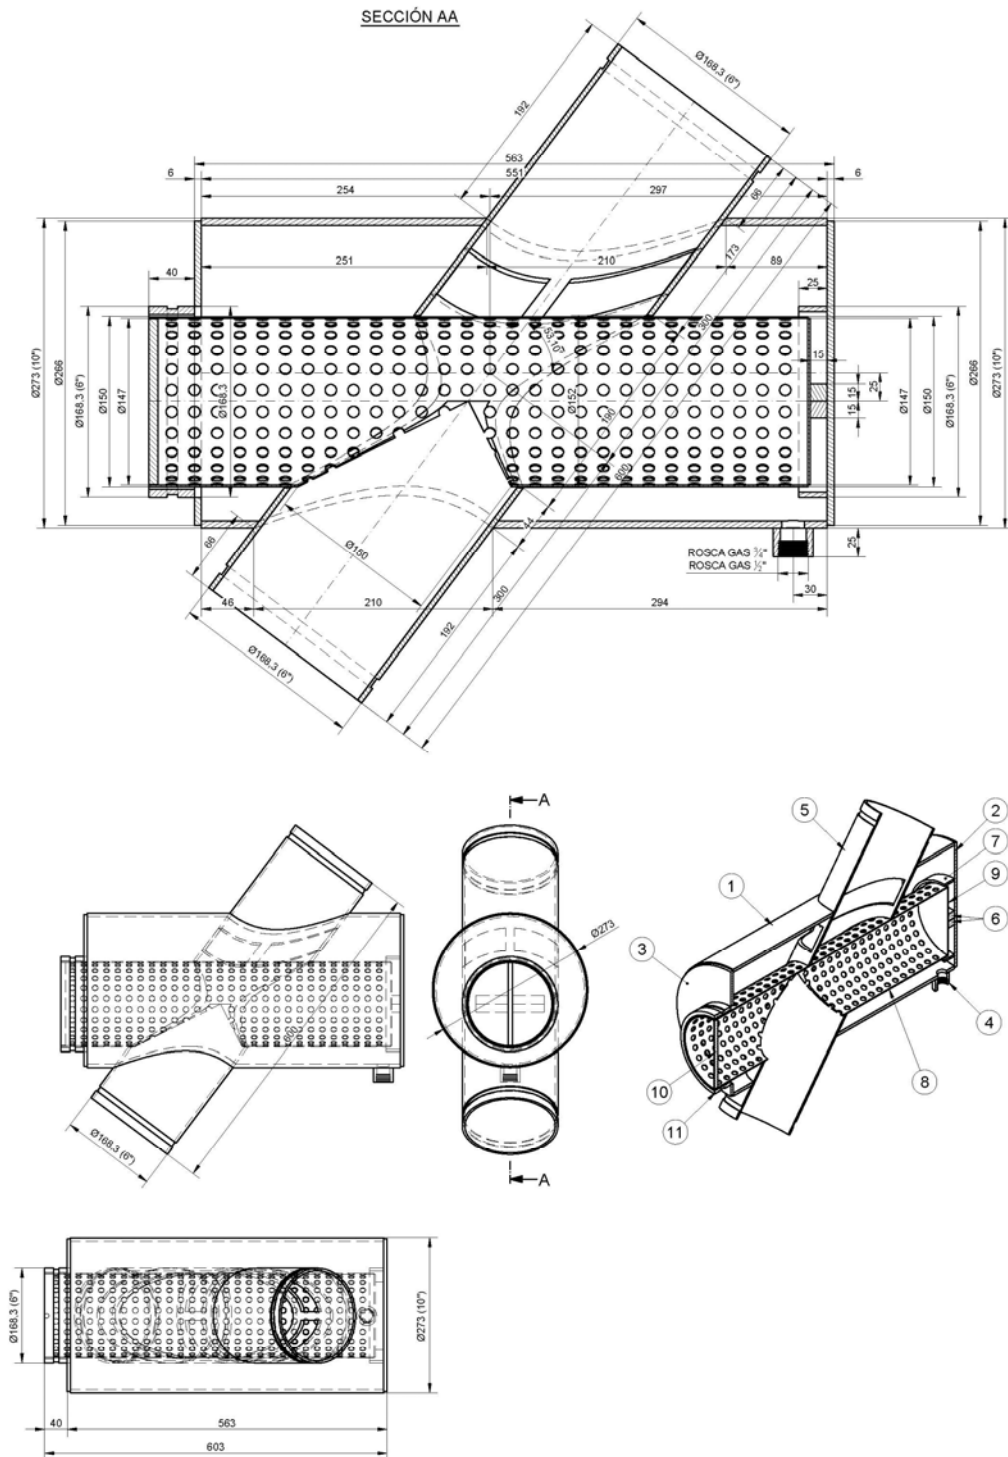 SECCIÓN AA
Ø168,3 (6")
192
563
6
551
6
254
297
66
173
251
210
89
40
25
300
53,10°
15
25
15
15
Ø273 (10")
Ø266
Ø168.3 (6")
Ø150
Ø147
Ø168.3
Ø152
190
600
Ø147
Ø150
Ø168.3 (6")
Ø266
Ø273 (10")
44
66
Ø150
ROSCA GAS ¾"
ROSCA GAS ½"
25
30
46
210
294
300
192
Ø168,3 (6")
A
5
2
7
1
9
6
3
4
8
10
11
Ø273
600
Ø168,3 (6")
A
Ø168,3 (6")
Ø273 (10")
40
563
603